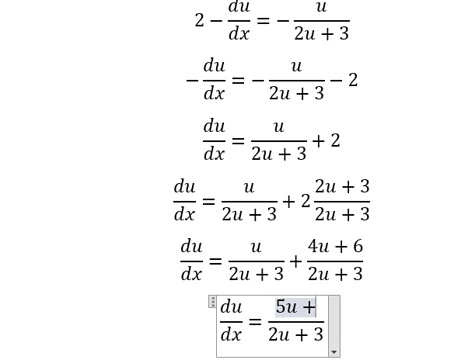 2 − du/dx = − u/(2u + 3)
− du/dx = − u/(2u + 3) − 2
du/dx = u/(2u + 3) + 2
du/dx = u/(2u + 3) + 2 (2u + 3)/(2u + 3)
du/dx = u/(2u + 3) + (4u + 6)/(2u + 3)
du/dx = (5u +)/(2u + 3)